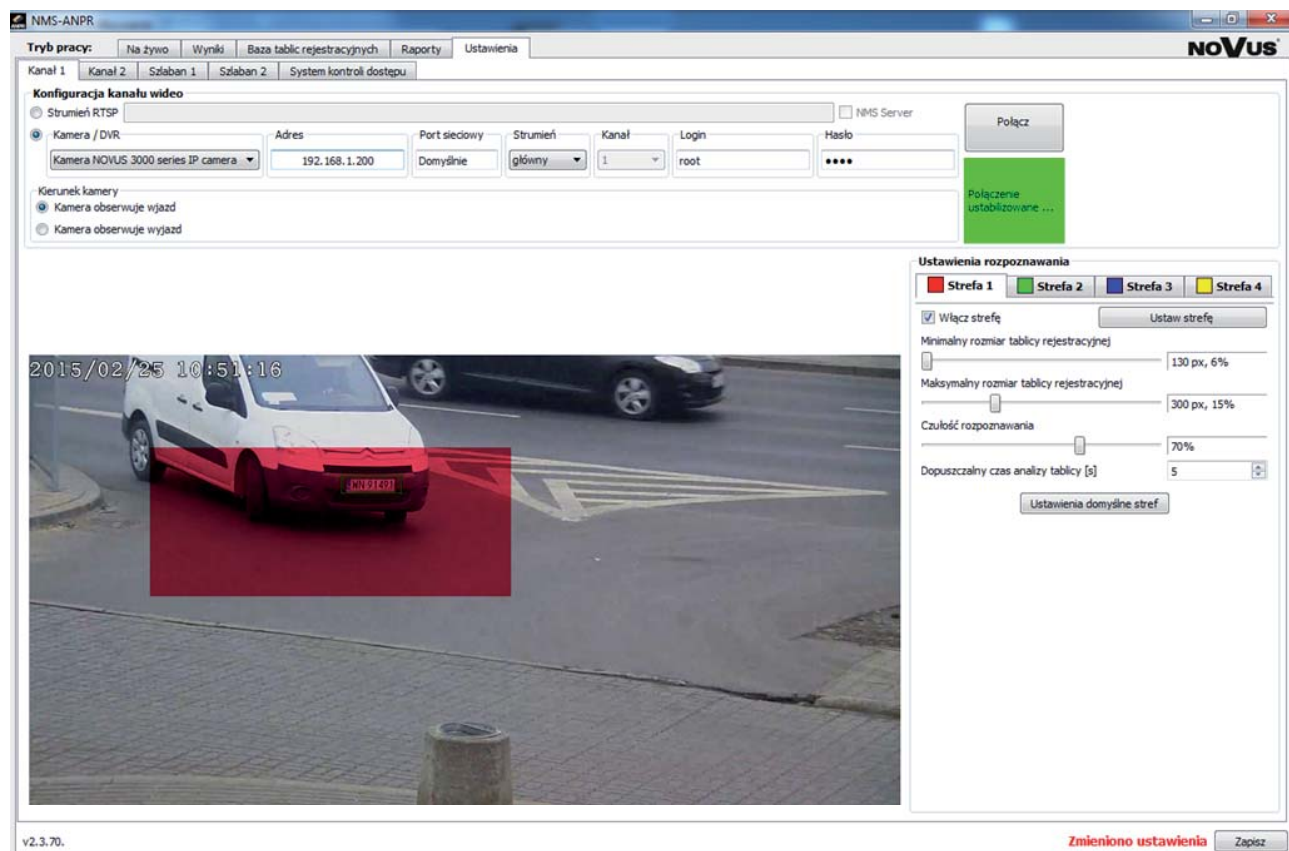 NMS-ANPR
Tryb pracy: Na żywo Wyniki Baza tablic rejestracyjnych Raporty Ustawienia
NOVUS
Kanał 1 Kanał 2 Szlaban 1 Szlaban 2 System kontroli dostępu
Konfiguracja kanału wideo
Strumień RTSP NMS Server
Połącz
Kamera / DVR Adres Port sieciowy Strumień Kanał Login Hasło
Kamera NOVUS 3000 series IP camera 192.168.1.200 Domyślnie główny 1 root ••••
Kierunek kamery
Kamera obserwuje wjazd
Kamera obserwuje wyjazd
Połączenie
ustabilizowane ...
Ustawienia rozpoznawania
Strefa 1 Strefa 2 Strefa 3 Strefa 4
Włącz strefę Ustaw strefę
Minimalny rozmiar tablicy rejestracyjnej
130 px, 6%
Maksymalny rozmiar tablicy rejestracyjnej
300 px, 15%
Czułość rozpoznawania
70%
Dopuszczalny czas analizy tablicy [s] 5
Ustawienia domyślne stref
2015/02/25 10:51:16
WN 91491
v2.3.70.
Zmieniono ustawienia Zapisz